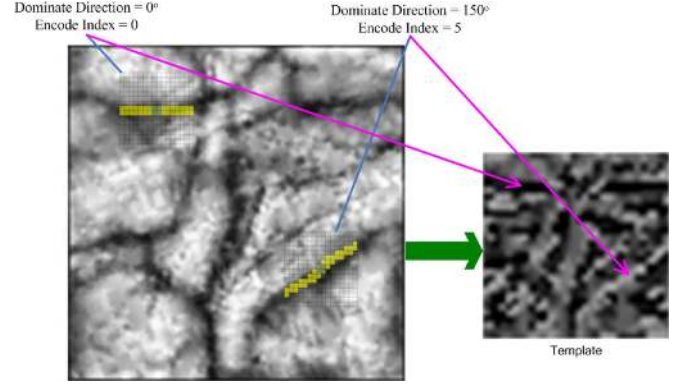 Dominate Direction = 0°
Encode Index = 0
Dominate Direction = 150°
Encode Index = 5
Template